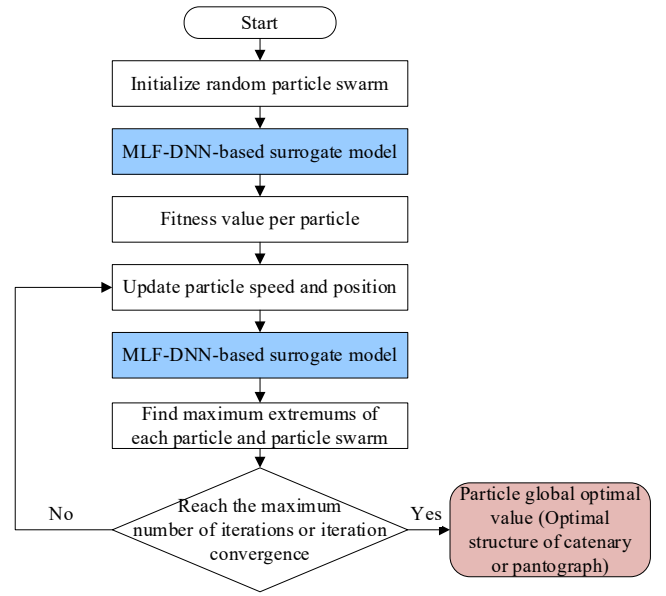 Start
Initialize random particle swarm
MLF-DNN-based surrogate model
Fitness value per particle
Update particle speed and position
MLF-DNN-based surrogate model
Find maximum extremums of
each particle and particle swarm
Reach the maximum
number of iterations or iteration
convergence
No
Yes
Particle global optimal
value (Optimal
structure of catenary
or pantograph)